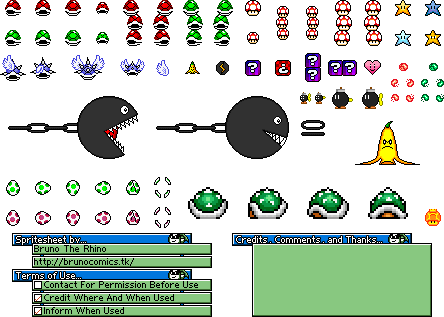 Spritesheet by...
Bruno The Rhino
http://brunocomics.tk/
Terms of Use...
Contact For Permission Before Use
Credit Where And When Used
Inform When Used
Credits, Comments, and Thanks...